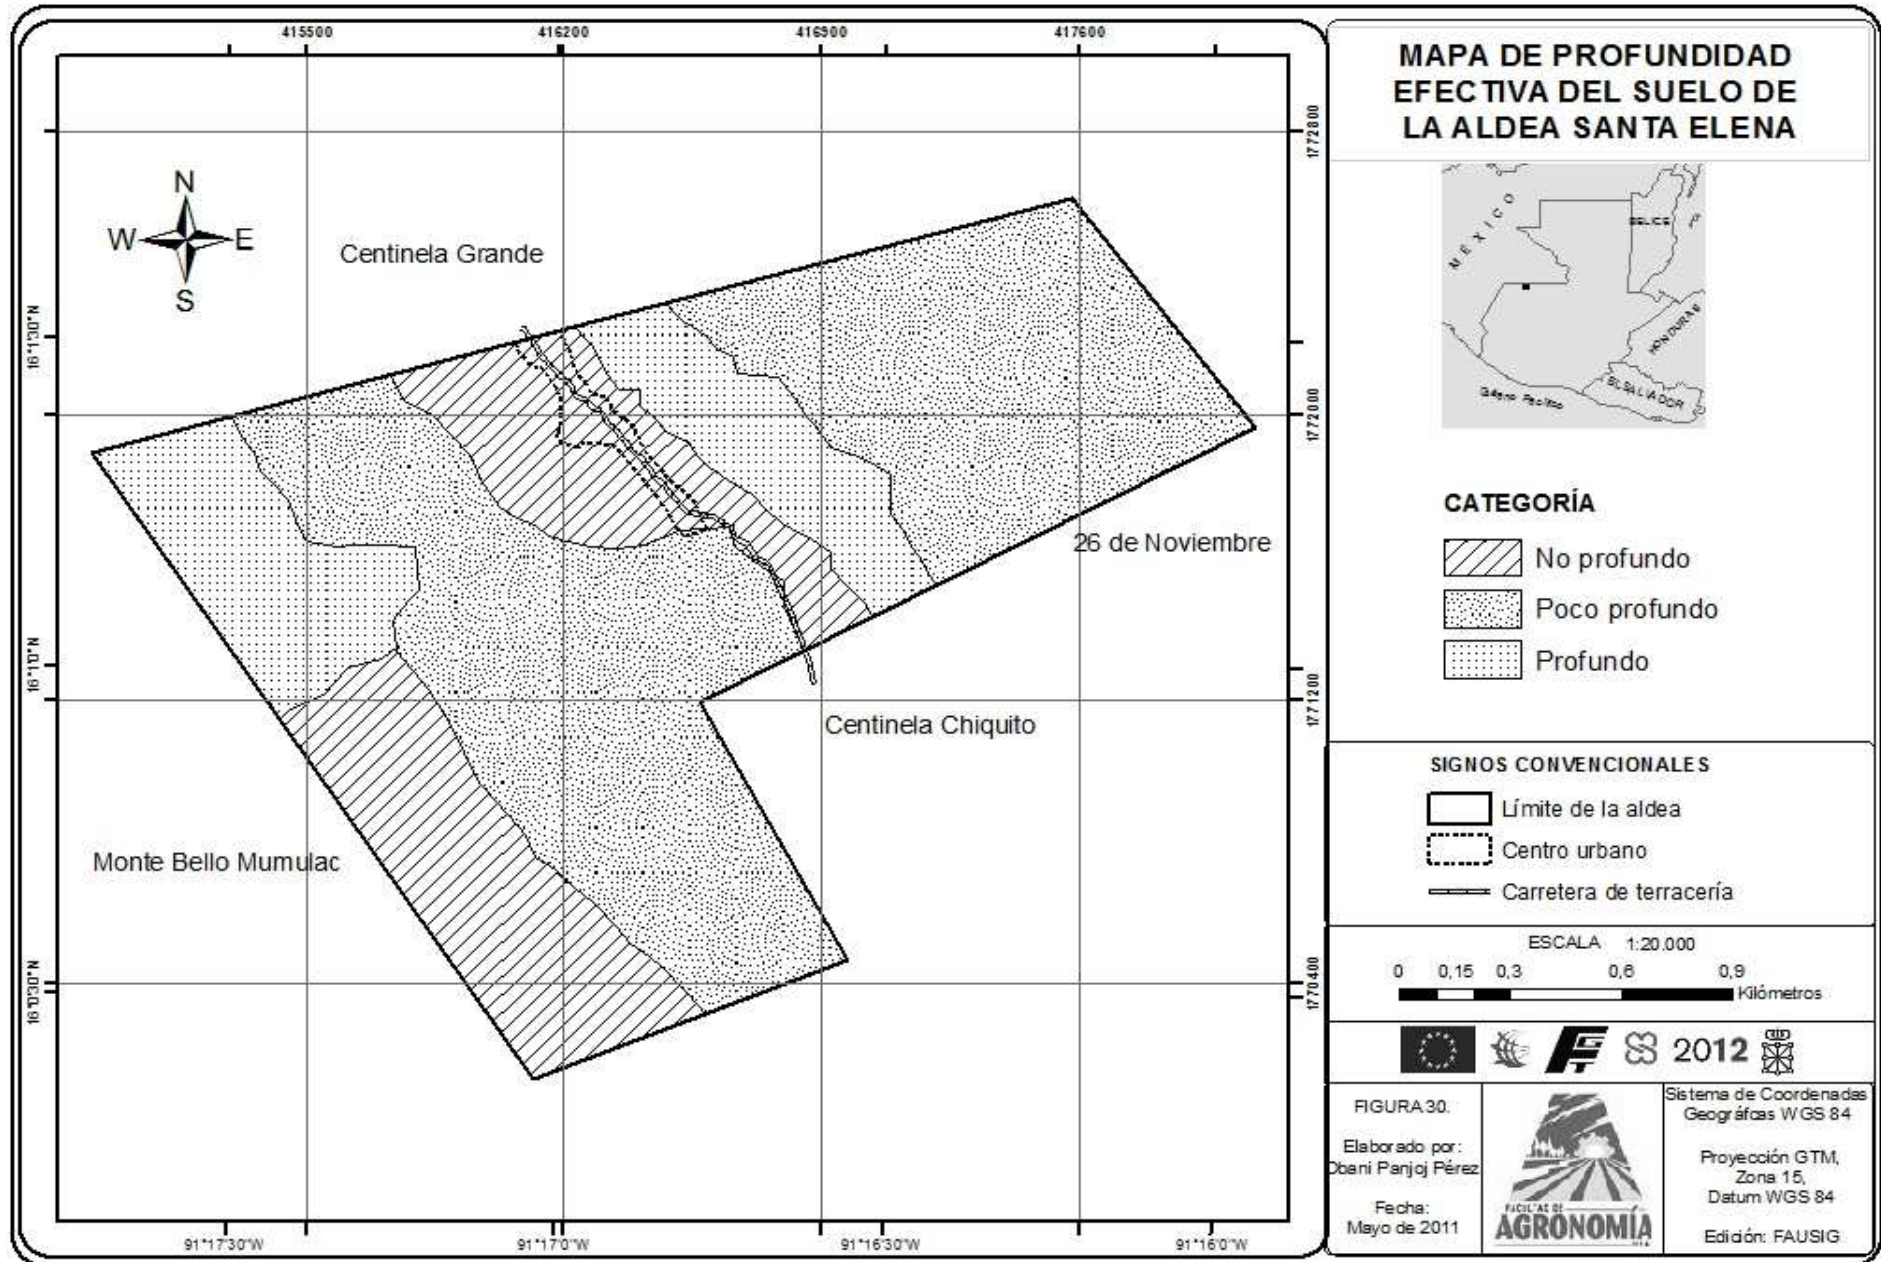 415500
416200
416900
417600
1772800
1772000
1771200
1770400
16°1'30"N
16°1'0"N
16°0'30"N
91°17'30"W
91°17'0"W
91°16'30"W
91°16'0"W
N
W
E
S
Centinela Grande
26 de Noviembre
Centinela Chiquito
Monte Bello Mumulac
MAPA DE PROFUNDIDAD
EFECTIVA DEL SUELO DE
LA ALDEA SANTA ELENA
MEXICO
BELICE
HONDURAS
EL SALVADOR
Océano Pacífico
CATEGORÍA
No profundo
Poco profundo
Profundo
SIGNOS CONVENCIONALES
Límite de la aldea
Centro urbano
Carretera de terracería
ESCALA 1:20.000
0 0,15 0,3 0,6 0,9
Kilómetros
2012
FIGURA 30.
Elaborado por:
Obani Panjoj Pérez
Fecha:
Mayo de 2011
FACULTAD DE
AGRONOMÍA
Sistema de Coordenadas
Geográficas WGS 84
Proyección GTM,
Zona 15,
Datum WGS 84
Edición: FAUSIG